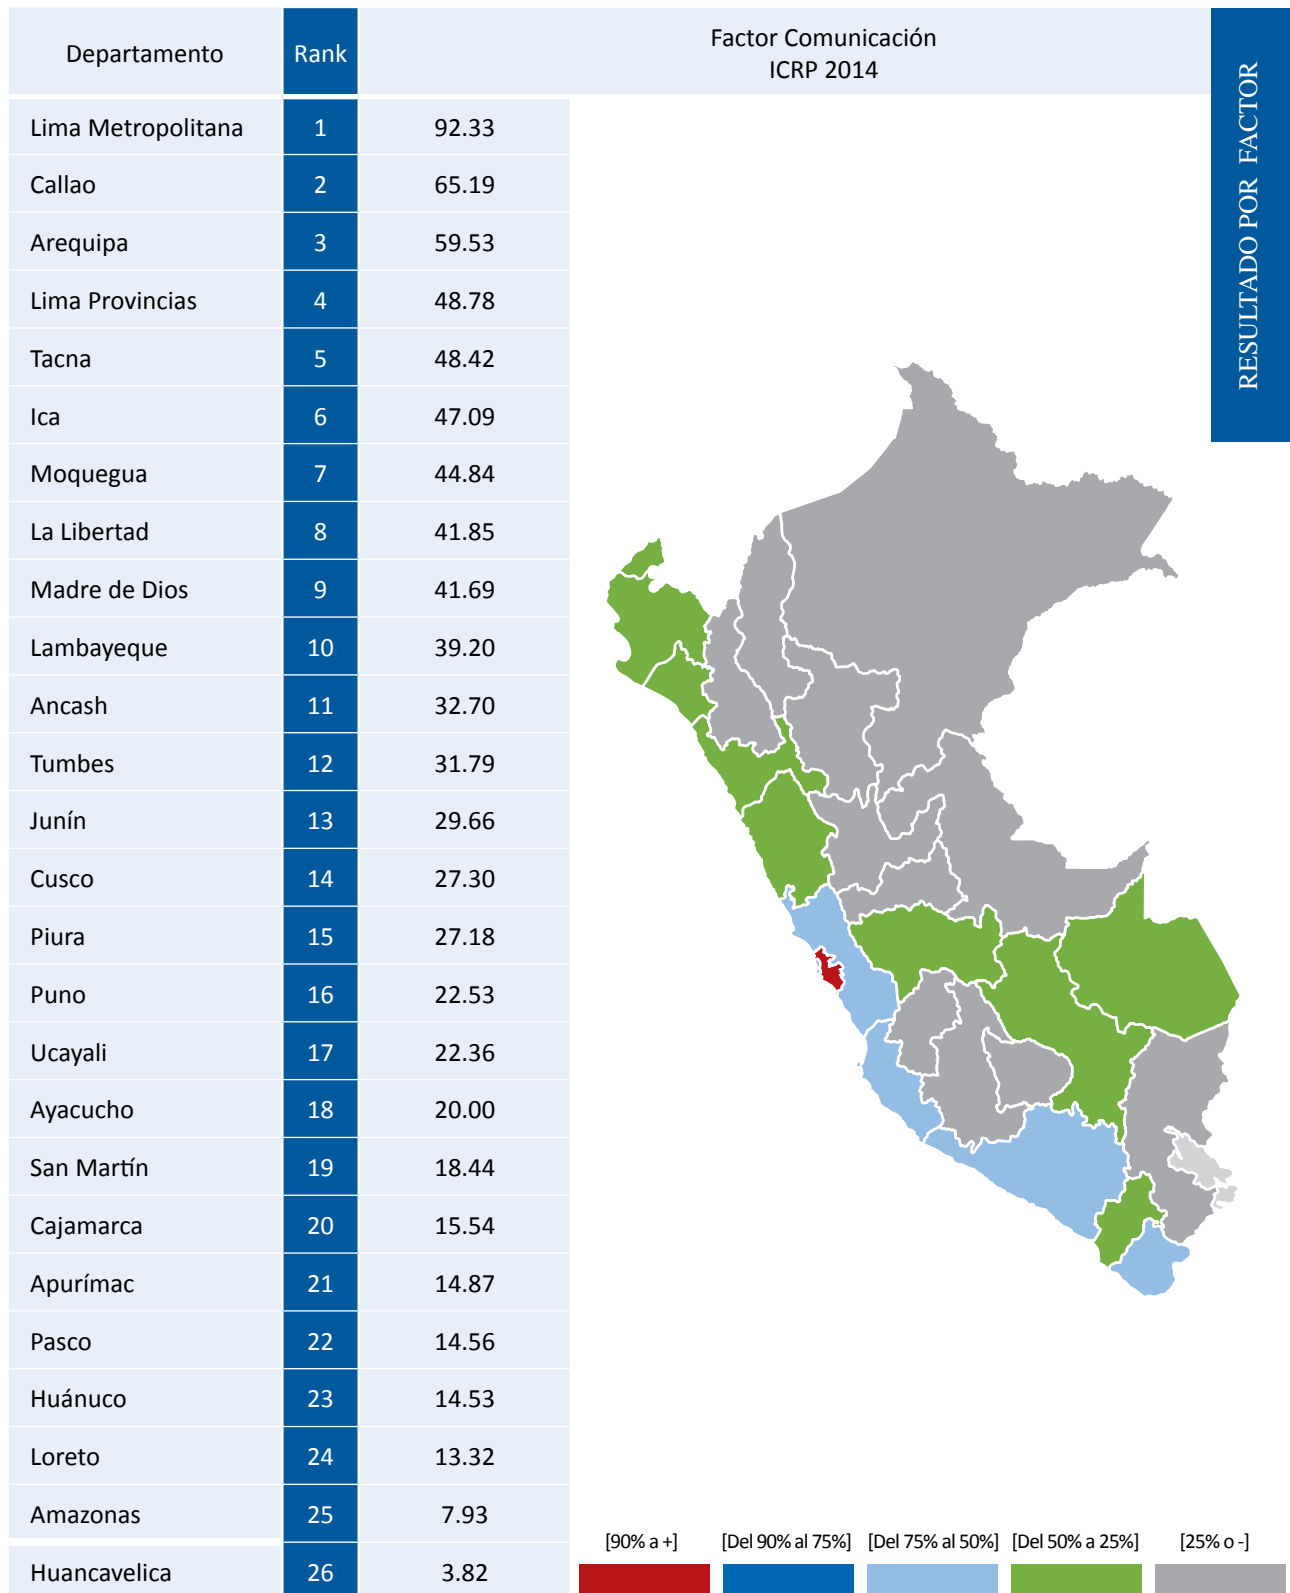 Departamento Rank Factor Comunicación
ICRP 2014
RESULTADO POR FACTOR
Lima Metropolitana 1 92.33
Callao 2 65.19
Arequipa 3 59.53
Lima Provincias 4 48.78
Tacna 5 48.42
Ica 6 47.09
Moquegua 7 44.84
La Libertad 8 41.85
Madre de Dios 9 41.69
Lambayeque 10 39.20
Ancash 11 32.70
Tumbes 12 31.79
Junín 13 29.66
Cusco 14 27.30
Piura 15 27.18
Puno 16 22.53
Ucayali 17 22.36
Ayacucho 18 20.00
San Martín 19 18.44
Cajamarca 20 15.54
Apurímac 21 14.87
Pasco 22 14.56
Huánuco 23 14.53
Loreto 24 13.32
Amazonas 25 7.93
Huancavelica 26 3.82
[90% a +] [Del 90% al 75%] [Del 75% al 50%] [Del 50% a 25%] [25% o -]